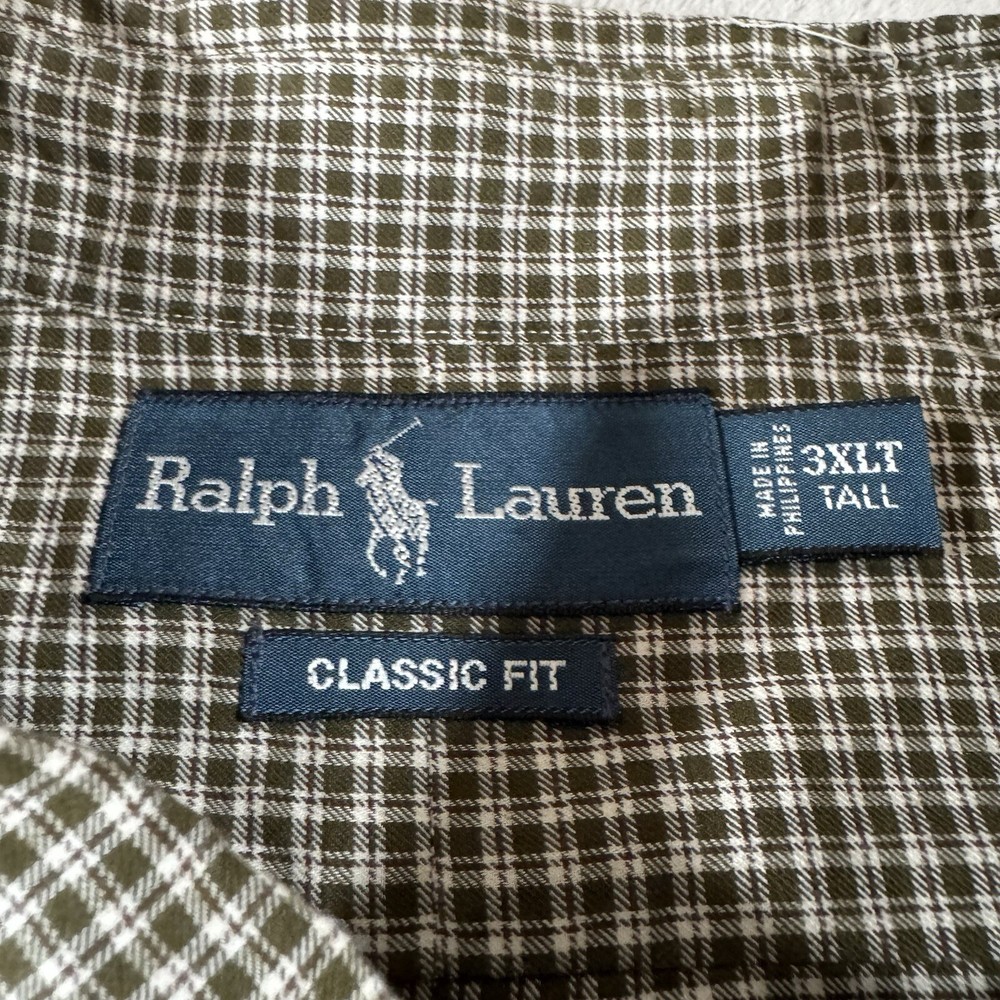 Ralph Lauren
MADE IN
PHILIPPINES
3XLT
TALL
CLASSIC FIT